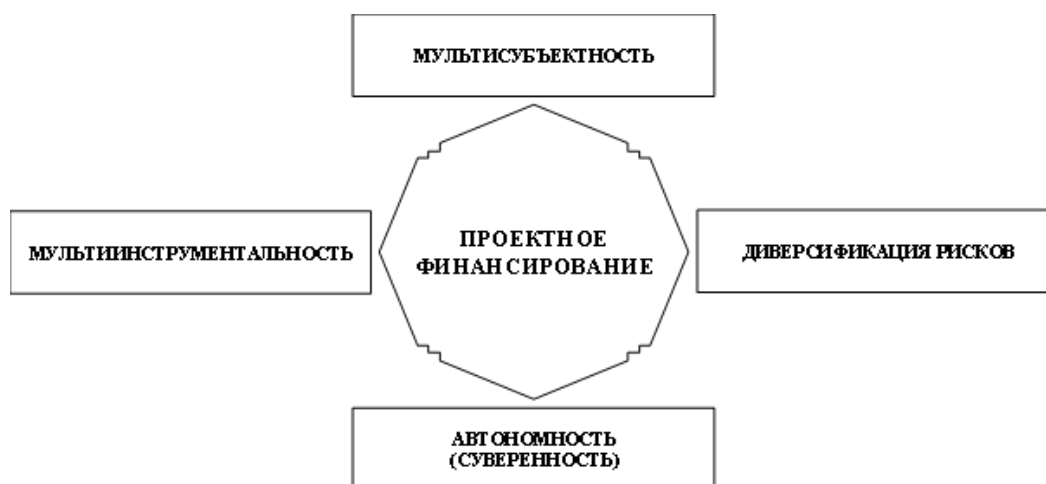 МУЛЬТИСУБЪЕКТНОСТЬ
МУЛЬТИИНСТРУМЕНТАЛЬНОСТЬ
ПРОЕКТНОЕ
ФИНАНСИРОВАНИЕ
ДИВЕРСИФИКАЦИЯ РИСКОВ
АВТОНОМНОСТЬ
(СУВЕРЕННОСТЬ)